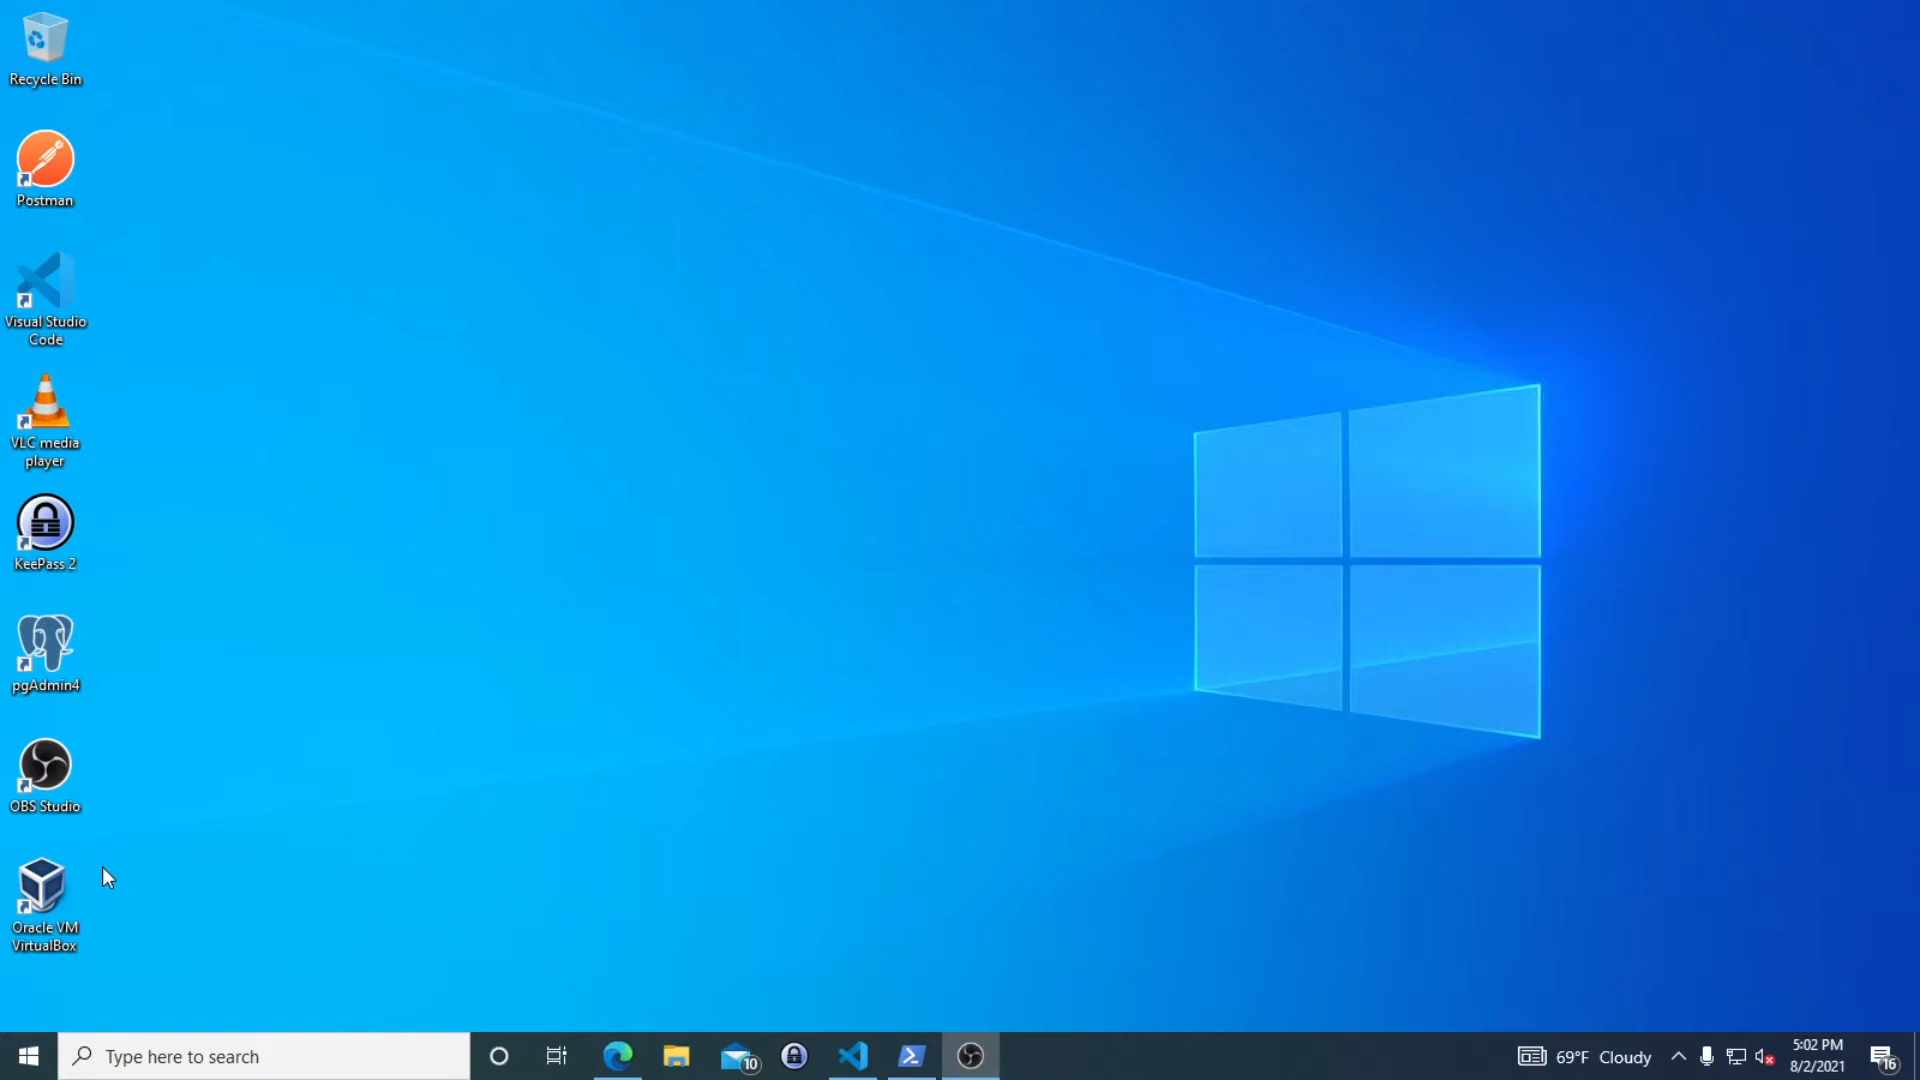 Recycle Bin
Postman
Visual Studio
Code
VLC media
player
KeePass 2
pgAdmin4
OBS Studio
Oracle VM
VirtualBox
Type here to search
10
69°F Cloudy
5:02 PM
8/2/2021
16